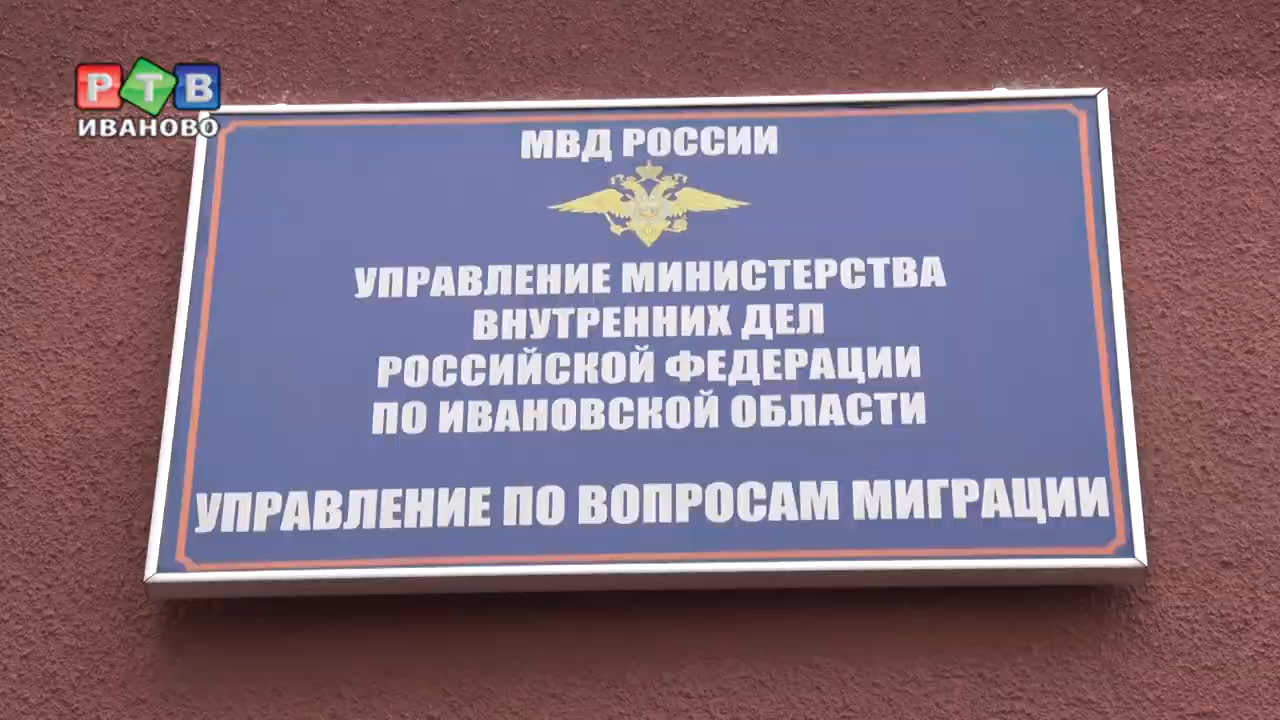 РТВ
ИВАНОВО
МВД РОССИИ
УПРАВЛЕНИЕ МИНИСТЕРСТВА
ВНУТРЕННИХ ДЕЛ
РОССИЙСКОЙ ФЕДЕРАЦИИ
ПО ИВАНОВСКОЙ ОБЛАСТИ
УПРАВЛЕНИЕ ПО ВОПРОСАМ МИГРАЦИИ